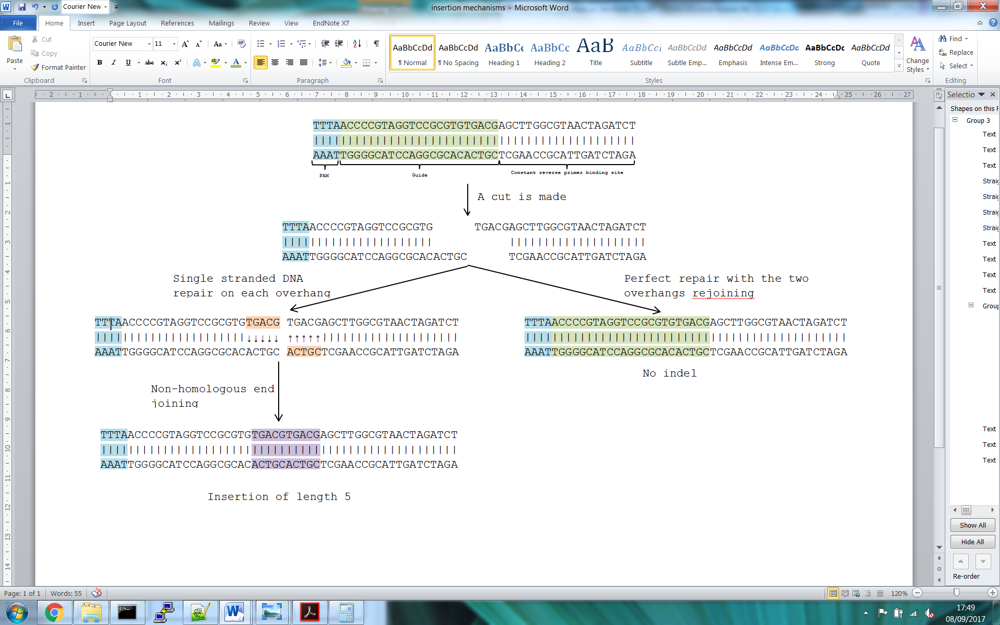 Courier New
insertion mechanisms - Microsoft Word
File Home Insert Page Layout References Mailings Review View EndNote X7
Paste
Cut
Copy
Format Painter
Clipboard
Courier New 11
Font
Paragraph
AaBbCcDd AaBbCcDd AaBbCc AaBbCc AaB AaBbCcI AaBbCcDd AaBbCcDd AaBbCcDd AaBbCcDc AaBbCcDd
¶ Normal ¶ No Spacing Heading 1 Heading 2 Title Subtitle Subtle Emp... Emphasis Intense Em... Strong Quote
Styles
Change
Styles
Find
Replace
Select
Editing
2 1 1 2 3 4 5 6 7 8 9 10 11 12 13 14 15 16 17 18 19 20 21 22 23 24 25 26 27
TTTAACCCCGTAGGTCCGCGTGTGACGAGCTTGGCGTAACTAGATCT
AAATTGGGGCATCCAGGCGCACACTGCTCGAACCGCATTGATCTAGA
PAM Guide Constant reverse primer binding site
A cut is made
TTTAACCCCGTAGGTCCGCGTG TGACGAGCTTGGCGTAACTAGATCT
AAATTGGGGCATCCAGGCGCACACTGC TCGAACCGCATTGATCTAGA
Single stranded DNA
repair on each overhang
Perfect repair with the two
overhangs rejoining
TTTAACCCCGTAGGTCCGCGTGTGACG TGACGAGCTTGGCGTAACTAGATCT
↓↓↓↓↓ ↑↑↑↑↑
AAATTGGGGCATCCAGGCGCACACTGC ACTGCTCGAACCGCATTGATCTAGA
TTTAACCCCGTAGGTCCGCGTGTGACGAGCTTGGCGTAACTAGATCT
AAATTGGGGCATCCAGGCGCACACTGCTCGAACCGCATTGATCTAGA
No indel
Non-homologous end
joining
TTTAACCCCGTAGGTCCGCGTGTGACGTGACGAGCTTGGCGTAACTAGATCT
AAATTGGGGCATCCAGGCGCACACTGCACTGCTCGAACCGCATTGATCTAGA
Insertion of length 5
Selectio
Shapes on this P
Group 3
Text
Text
Text
Straig
Straig
Straig
Straig
Text
Text
Text
Text
Group
Text
Text
Text
Show All
Hide All
Re-order
Page: 1 of 1 Words: 55
120%
17:49
08/09/2017